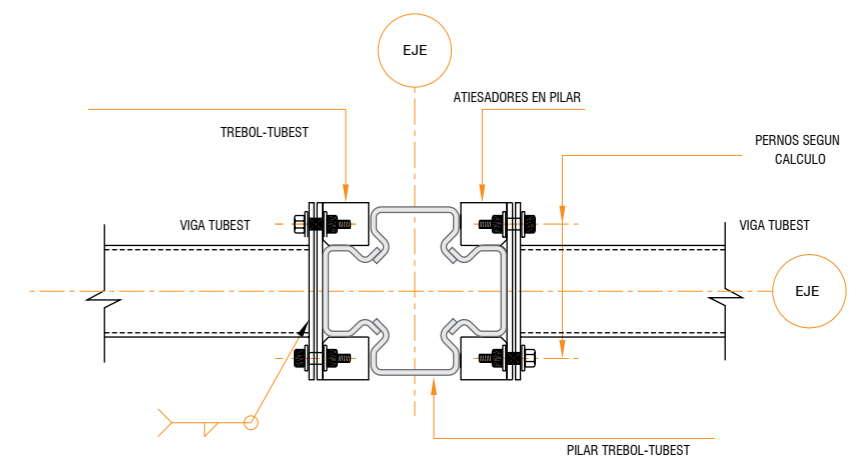 EJE
ATIESADORES EN PILAR
TREBOL-TUBEST
PERNOS SEGUN
CALCULO
VIGA TUBEST
VIGA TUBEST
EJE
PILAR TREBOL-TUBEST